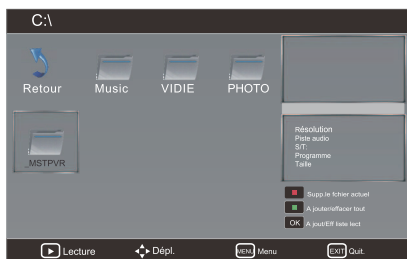 C:\
Retour Music VIDIE PHOTO
_MSTPVR
Résolution
Piste audio
S/T:
Programme
Taille
Supp.le fchier actuel
A jouter/effacer tout
OK A jout/Eff liste lect
Lecture Dépl. MENU Menu EXIT Quit.